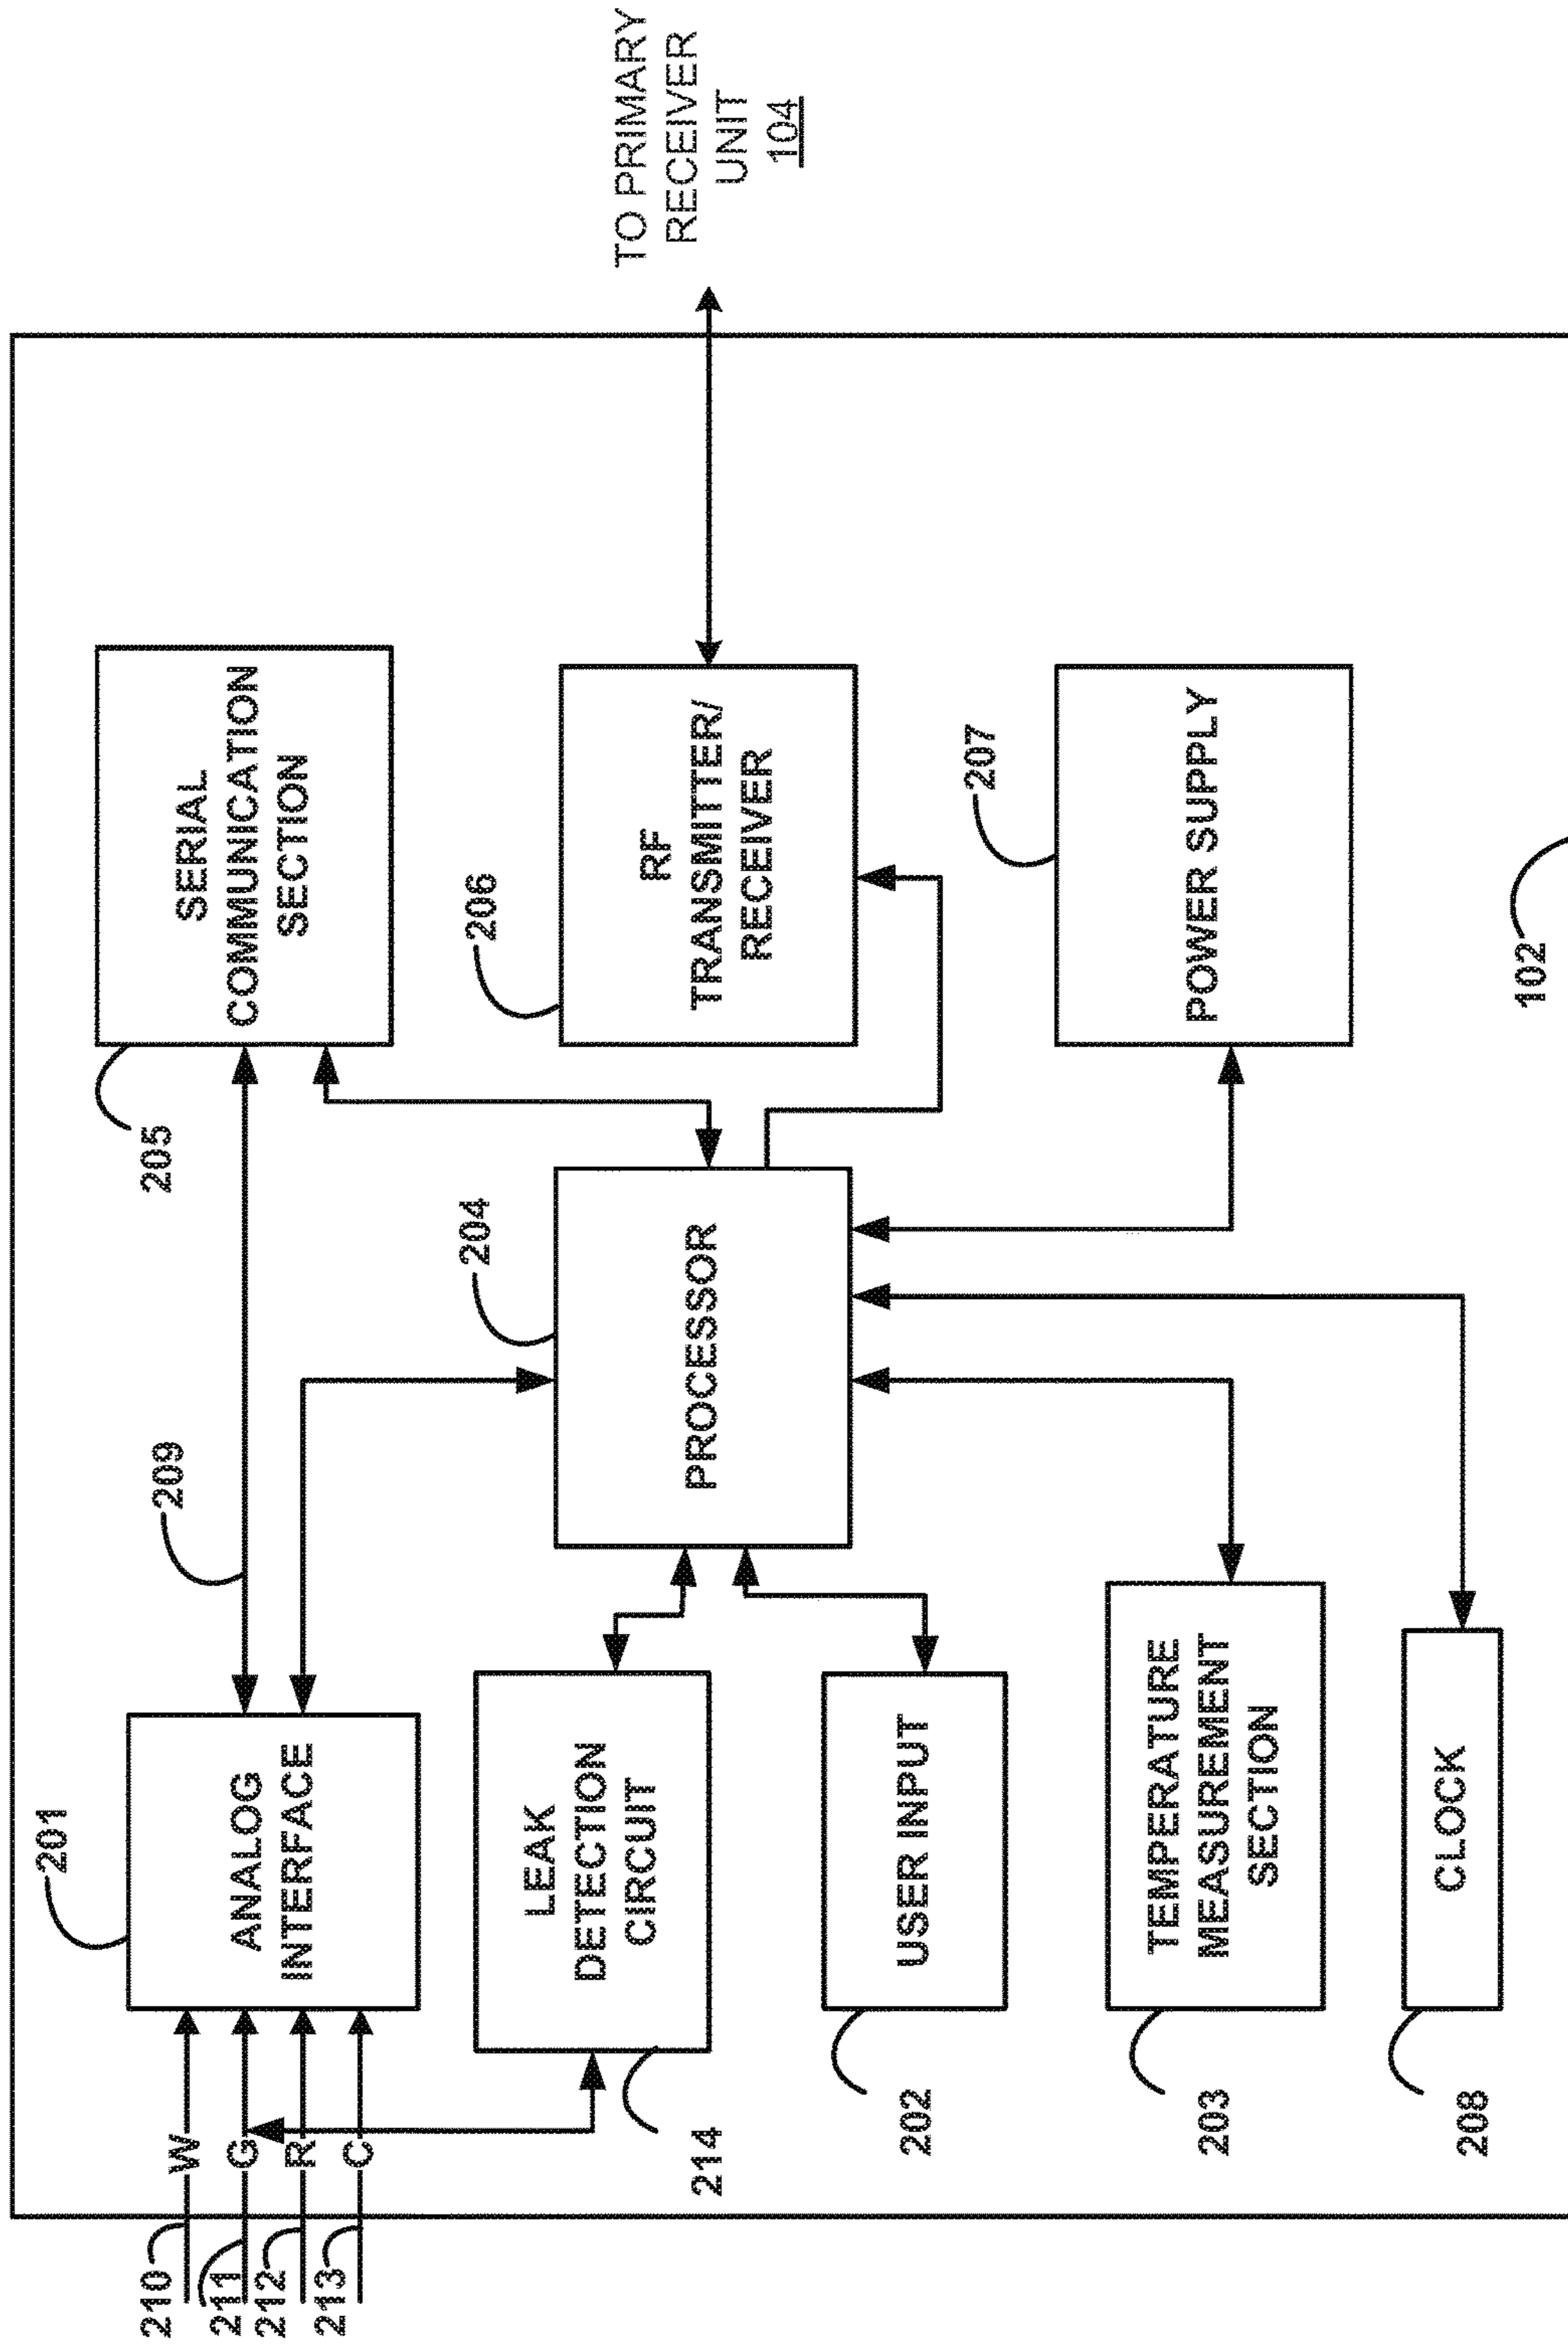 210
W
211
G
212
R
213
C
201
ANALOG
INTERFACE
209
205
SERIAL
COMMUNICATION
SECTION
214
LEAK
DETECTION
CIRCUIT
204
PROCESSOR
206
RF
TRANSMITTER/
RECEIVER
TO PRIMARY
RECEIVER
UNIT
104
202
USER INPUT
203
TEMPERATURE
MEASUREMENT
SECTION
207
POWER SUPPLY
208
CLOCK
102